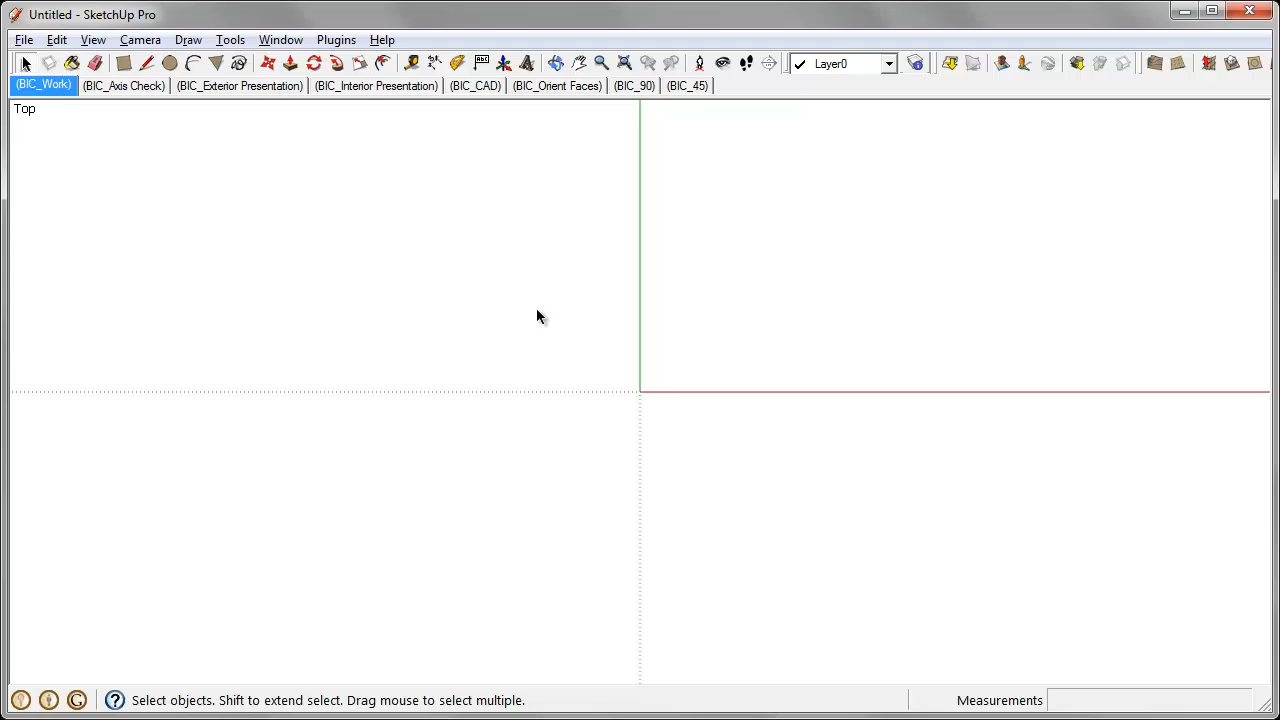 Untitled - SketchUp Pro
File Edit View Camera Draw Tools Window Plugins Help
Layer0
(BIC_Work) (BIC_Axis Check) (BIC_Exterior Presentation) (BIC_Interior Presentation) (BIC_CAD) (BIC_Orient Faces) (BIC_90) (BIC_45)
Top
Select objects. Shift to extend select. Drag mouse to select multiple. Measurements